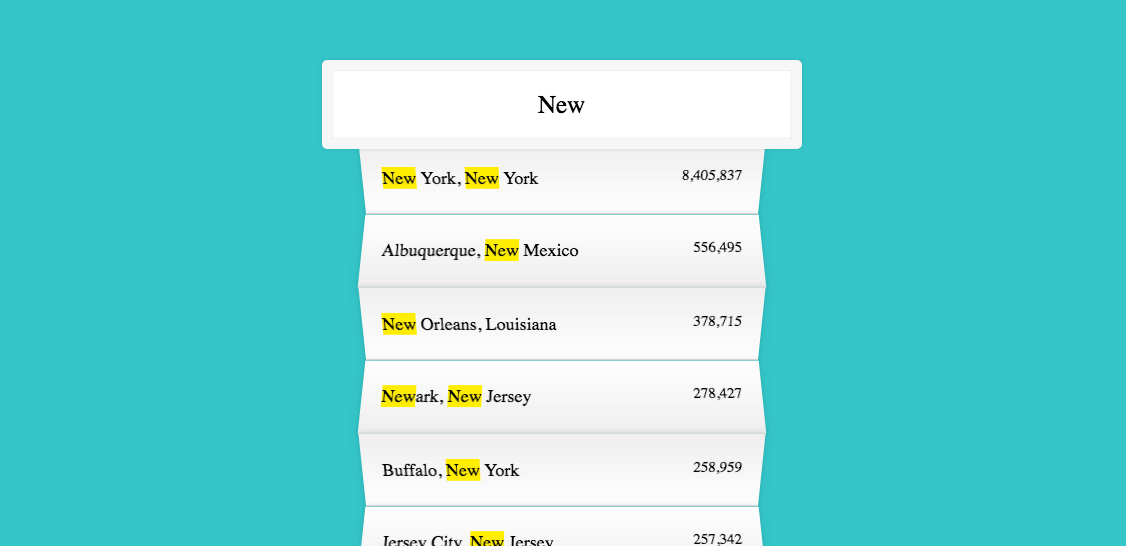 New
New York, New York 8,405,837
Albuquerque, New Mexico 556,495
New Orleans, Louisiana 378,715
Newark, New Jersey 278,427
Buffalo, New York 258,959
Jersey City, New Jersey 257,342